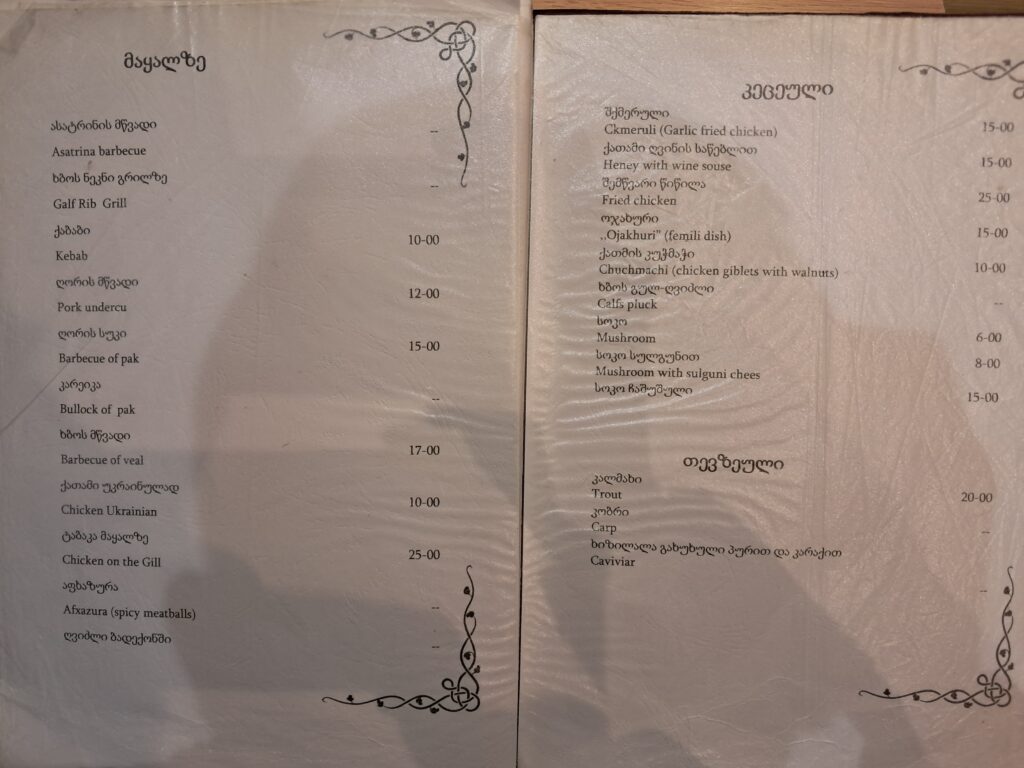 მაყალზე
ასატრინის მწვადი --
Asatrina barbecue
ხბოს ნეკნი გრილზე --
Galf Rib Grill
ქაბაბი 10-00
Kebab
ღორის მწვადი 12-00
Pork undercu
ღორის სუკი 15-00
Barbecue of pak
კარეიკა --
Bullock of pak
ხბოს მწვადი 17-00
Barbecue of veal
ქათამი უკრაინულად 10-00
Chicken Ukrainian
ტაბაკა მაყალზე 25-00
Chicken on the Gill
აფხაზურა --
Afxazura (spicy meatballs)
ღვიძლი ბადექონში --
კეცეული
შქმერული 15-00
Ckmeruli (Garlic fried chicken)
ქათამი ღვინის საწებლით 15-00
Heney with wine souse
შემწვარი წიწილა 25-00
Fried chicken
ოჯახური 15-00
,,Ojakhuri" (femili dish)
ქათმის კუჭმაჭი 10-00
Chuchmachi (chicken giblets with walnuts)
ხბოს გულ-ღვიძლი --
Calfs pluck
სოკო 6-00
Mushroom
სოკო სულგუნით 8-00
Mushroom with sulguni chees
სოკო ჩაშუშული 15-00
თევზეული
კალმახი 20-00
Trout
კობრი --
Carp
ხიზილალა გახუხული პურით და კარაქით --
Caviviar